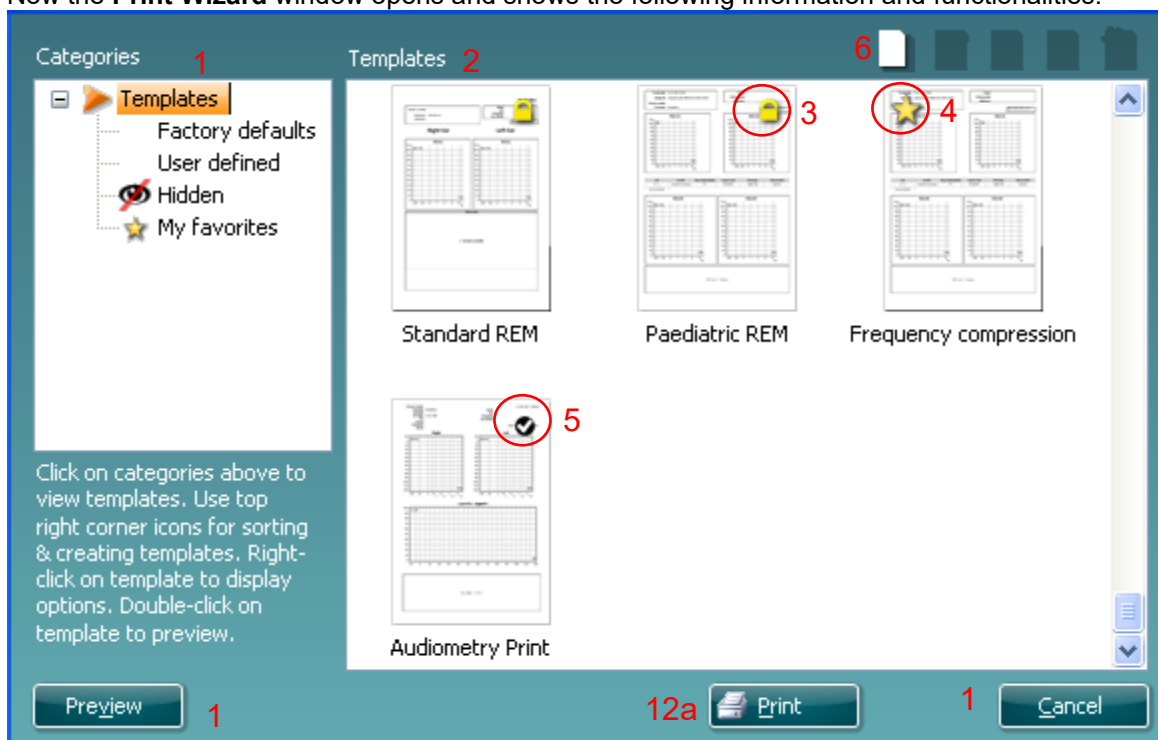 Now the Print Wizard window opens and shows the following information and functionalities:
Categories 1
Templates 2
6
Templates
Factory defaults
User defined
Hidden
My favorites
3
4
Standard REM
Paediatric REM
Frequency compression
5
Audiometry Print
Click on categories above to
view templates. Use top
right corner icons for sorting
& creating templates. Right-
click on template to display
options. Double-click on
template to preview.
Preview 1
12a Print
1 Cancel